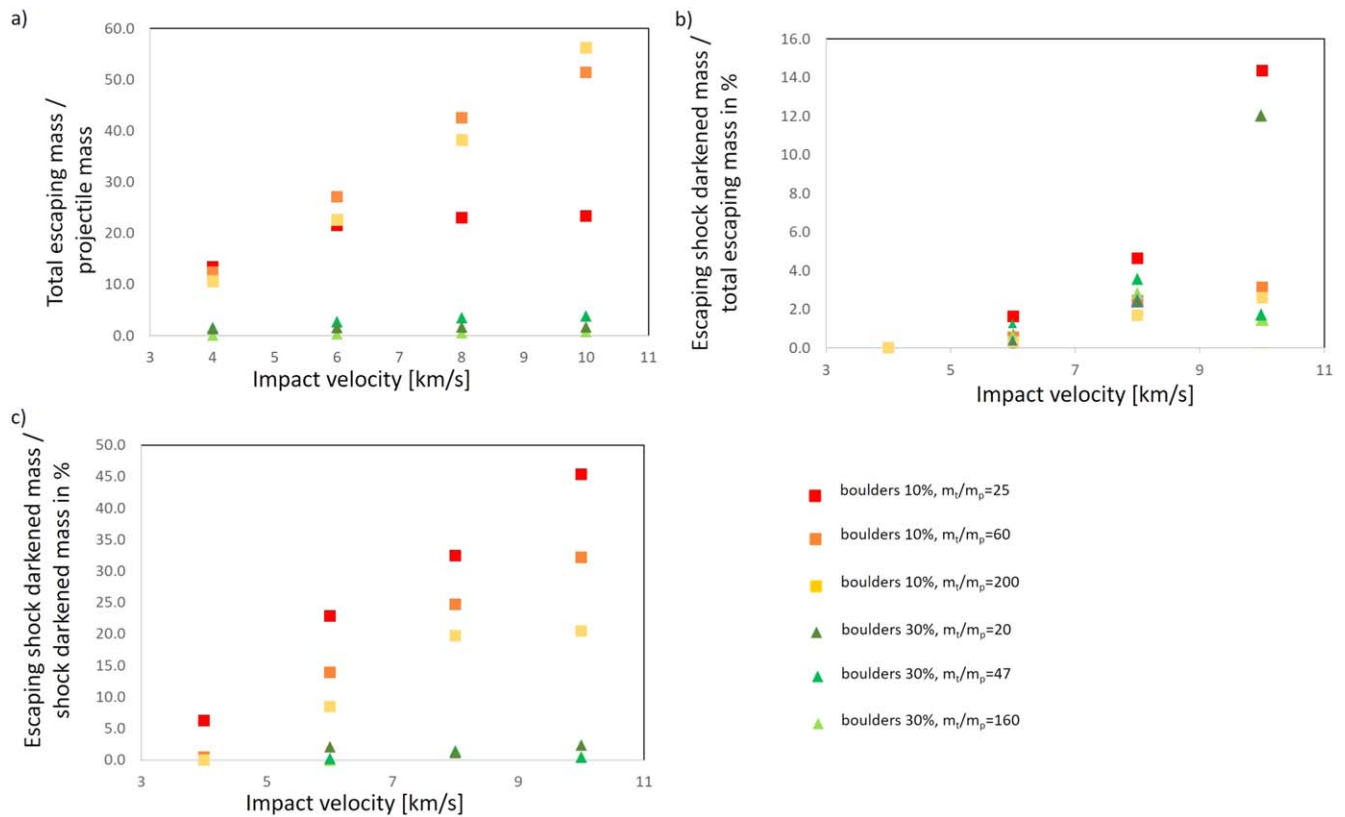 a)
60.0
50.0
40.0
30.0
20.0
10.0
0.0
3 4 5 6 7 8 9 10 11
Total escaping mass /
projectile mass
Impact velocity [km/s]
b)
16.0
14.0
12.0
10.0
8.0
6.0
4.0
2.0
0.0
3 5 7 9 11
Escaping shock darkened mass /
total escaping mass in %
Impact velocity [km/s]
c)
50.0
45.0
40.0
35.0
30.0
25.0
20.0
15.0
10.0
5.0
0.0
3 5 7 9 11
Escaping shock darkened mass /
shock darkened mass in %
Impact velocity [km/s]
boulders 10%, mt/mp=25
boulders 10%, mt/mp=60
boulders 10%, mt/mp=200
boulders 30%, mt/mp=20
boulders 30%, mt/mp=47
boulders 30%, mt/mp=160